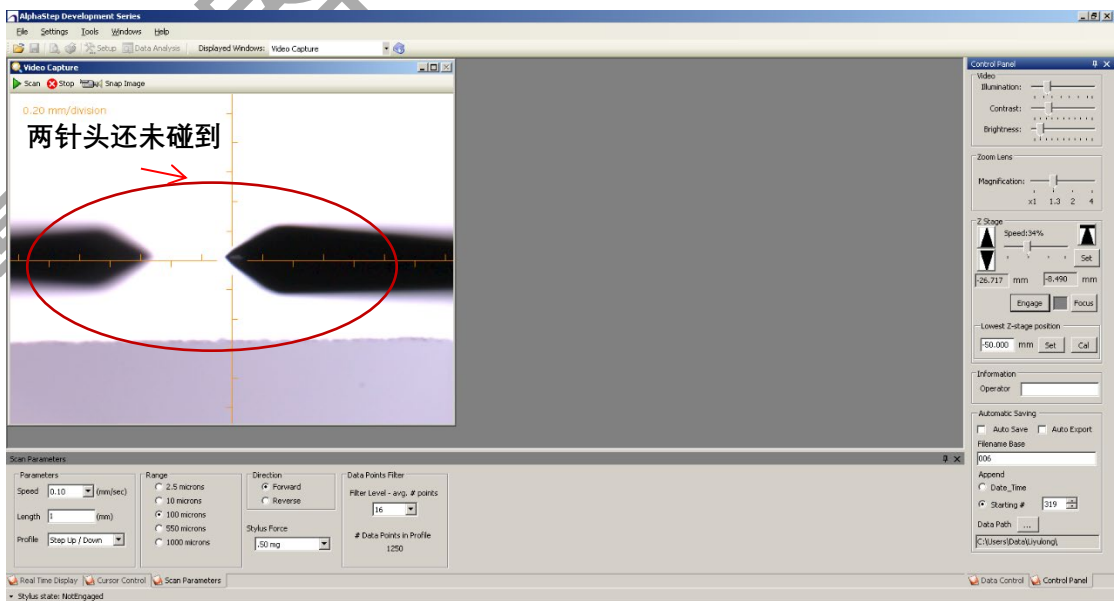 AlphaStep Development Series
File Settings Tools Windows Help
Setup Data Analysis Displayed Windows: Video Capture
Video Capture
Scan Stop Snap Image
0.20 mm/division
两针头还未碰到
Control Panel
Video
Illumination:
Contrast:
Brightness:
Zoom Lens
Magnification:
x1 1.3 2 4
Z Stage
Speed:34%
Set
-26.717 mm -8.490 mm
Engage Focus
Lowest Z-stage position
-50.000 mm Set Cal
Information
Operator
Automatic Saving
Auto Save Auto Export
Filename Base
006
Append
Date_Time
Starting # 319
Data Path ...
C:\Users\Data\Liyulong\
Data Control Control Panel
Scan Parameters
Parameters
Speed 0.10 (mm/sec)
Length 1 (mm)
Profile Step Up / Down
Range
2.5 microns
10 microns
100 microns
550 microns
1000 microns
Direction
Forward
Reverse
Stylus Force
.50 mg
Data Points Filter
Filter Level - avg. # points
16
# Data Points in Profile
1250
Real Time Display Cursor Control Scan Parameters
Stylus state: NotEngaged